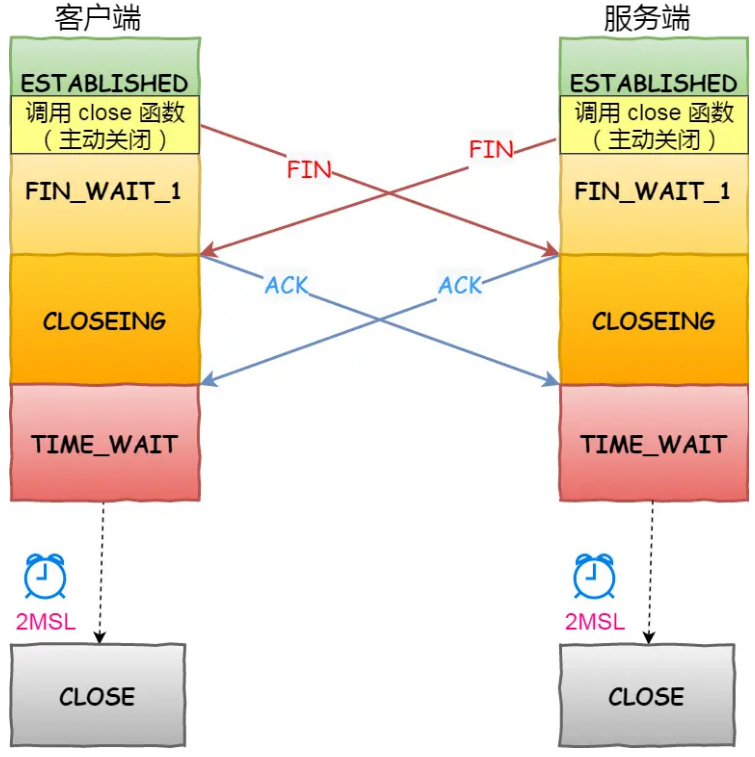 客户端
服务端
ESTABLISHED
ESTABLISHED
调用 close 函数
（主动关闭）
调用 close 函数
（主动关闭）
FIN
FIN
FIN_WAIT_1
FIN_WAIT_1
ACK
ACK
CLOSEING
CLOSEING
TIME_WAIT
TIME_WAIT
2MSL
2MSL
CLOSE
CLOSE